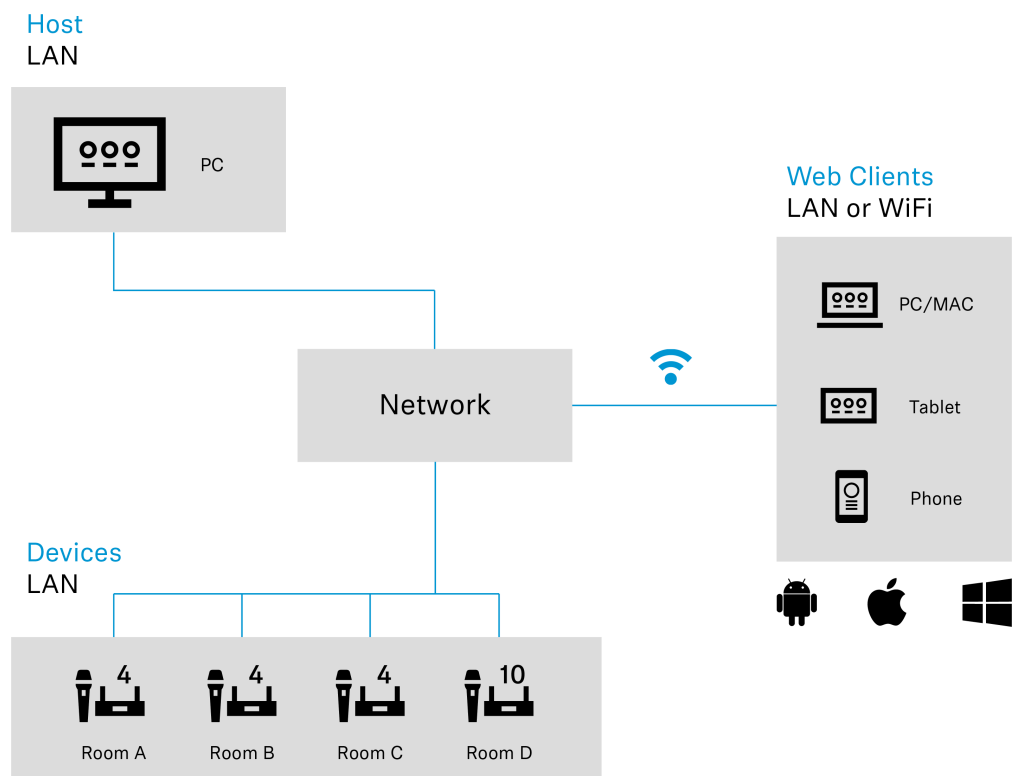 Host
LAN
PC
Web Clients
LAN or WiFi
PC/MAC
Tablet
Phone
Network
Devices
LAN
4 4 4 10
Room A Room B Room C Room D